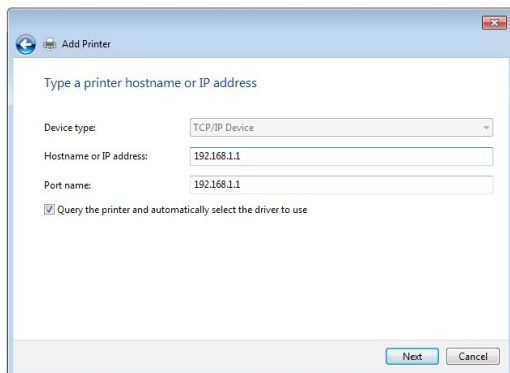 Add Printer
Type a printer hostname or IP address
Device type: TCP/IP Device
Hostname or IP address: 192.168.1.1
Port name: 192.168.1.1
Query the printer and automatically select the driver to use
Next Cancel